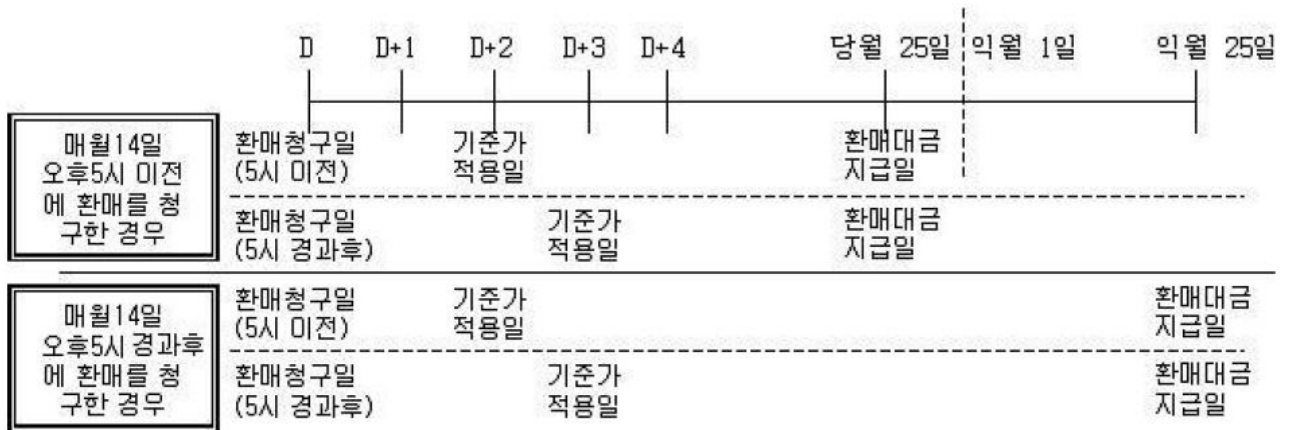 D D+1 D+2 D+3 D+4 당월 25일 익월 1일 익월 25일
매월14일
오후5시 이전
에 환매를 청
구한 경우
환매청구일 기준가 환매대금
(5시 이전) 적용일 지급일
환매청구일 기준가 환매대금
(5시 경과후) 적용일 지급일
매월14일
오후5시 경과후
에 환매를 청
구한 경우
환매청구일 기준가 환매대금
(5시 이전) 적용일 지급일
환매청구일 기준가 환매대금
(5시 경과후) 적용일 지급일